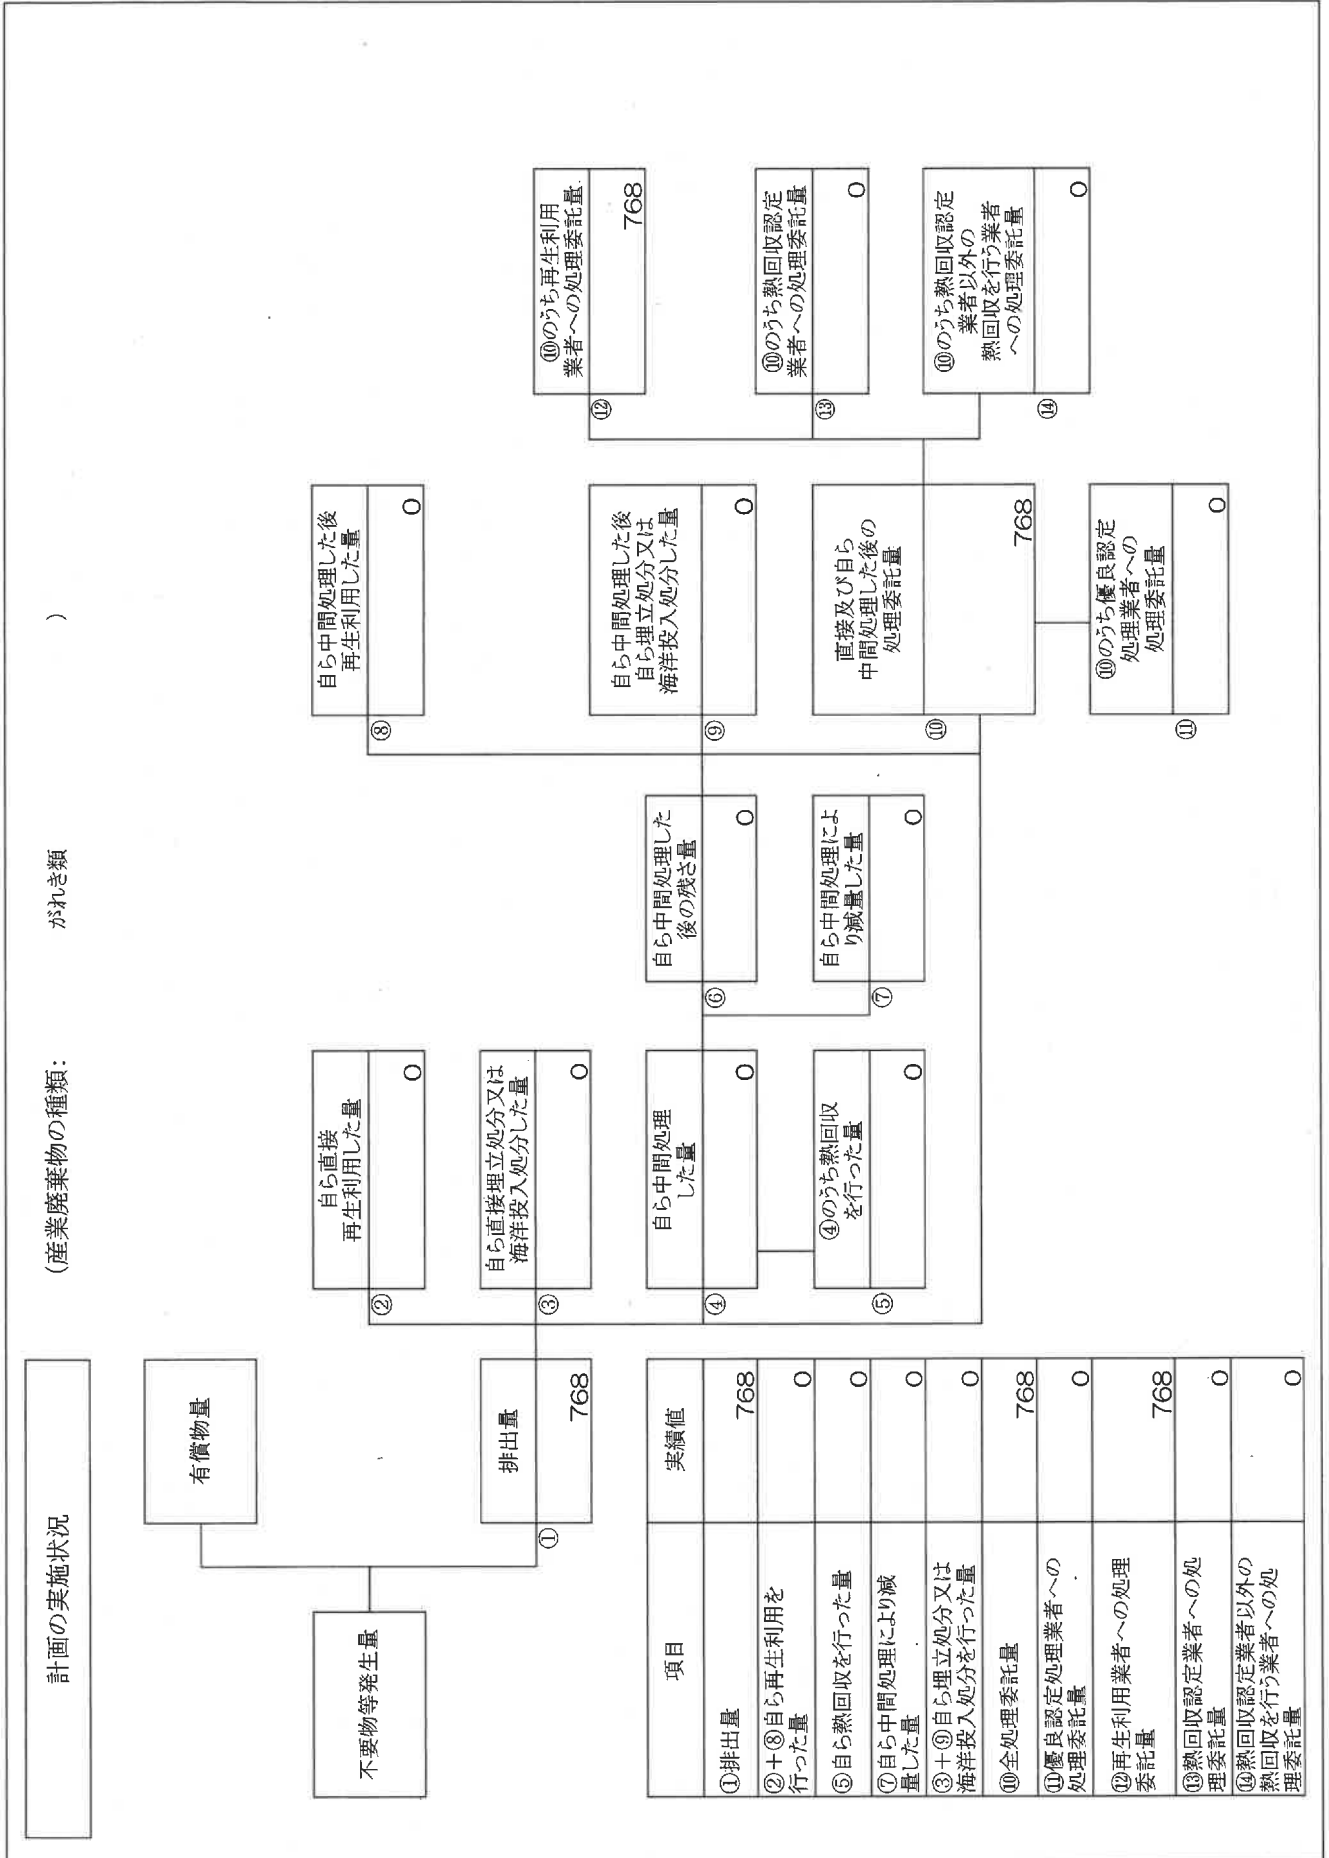 計画の実施状況
(産業廃棄物の種類： がれき類 )
不要物等発生量
有償物量
排出量
①
768
自ら直接
再生利用した量
②
0
自ら直接埋立処分又は
海洋投入処分した量
③
0
自ら中間処理
した量
④
0
④のうち熱回収
を行った量
⑤
0
自ら中間処理した
後の残さ量
⑥
0
自ら中間処理によ
り減量した量
⑦
0
自ら中間処理した後
再生利用した量
⑧
0
自ら中間処理した後
自ら埋立処分又は
海洋投入処分した量
⑨
0
直接及び自ら
中間処理した後の
処理委託量
⑩
768
⑩のうち優良認定
処理業者への
処理委託量
⑪
0
⑩のうち再生利用
業者への処理委託量
⑫
768
⑩のうち熱回収認定
業者への処理委託量
⑬
0
⑩のうち熱回収認定
業者以外の
熱回収を行う業者
への処理委託量
⑭
0
項目 実績値
①排出量 768
②＋⑧自ら再生利用を
行った量 0
⑤自ら熱回収を行った量 0
⑦自ら中間処理により減
量した量 0
③＋⑨自ら埋立処分又は
海洋投入処分を行った量 0
⑩全処理委託量 768
⑪優良認定処理業者への
処理委託量 0
⑫再生利用業者への処理
委託量 768
⑬熱回収認定業者への処
理委託量 0
⑭熱回収認定業者以外の
熱回収を行う業者への処
理委託量 0